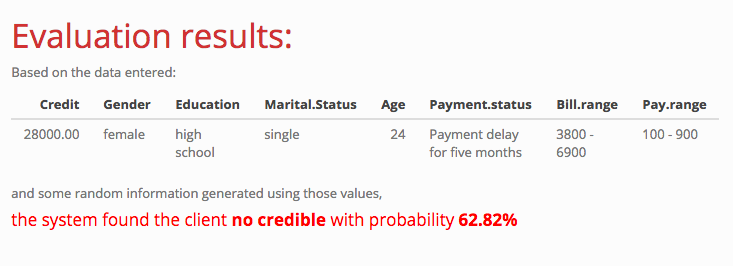 Evaluation results:
Based on the data entered:
Credit Gender Education Marital.Status Age Payment.status Bill.range Pay.range
28000.00 female high single 24 Payment delay 3800 - 100 - 900
school for five months 6900
and some random information generated using those values,
the system found the client no credible with probability 62.82%